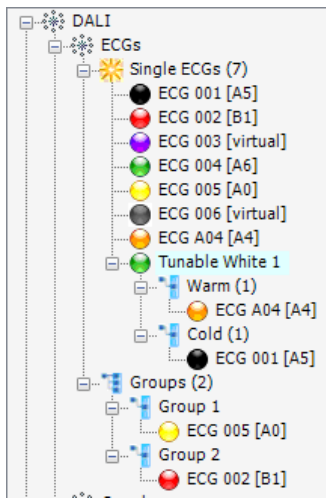 DALI
ECGs
Single ECGs (7)
ECG 001 [A5]
ECG 002 [B1]
ECG 003 [virtual]
ECG 004 [A6]
ECG 005 [A0]
ECG 006 [virtual]
ECG A04 [A4]
Tunable White 1
Warm (1)
ECG A04 [A4]
Cold (1)
ECG 001 [A5]
Groups (2)
Group 1
ECG 005 [A0]
Group 2
ECG 002 [B1]